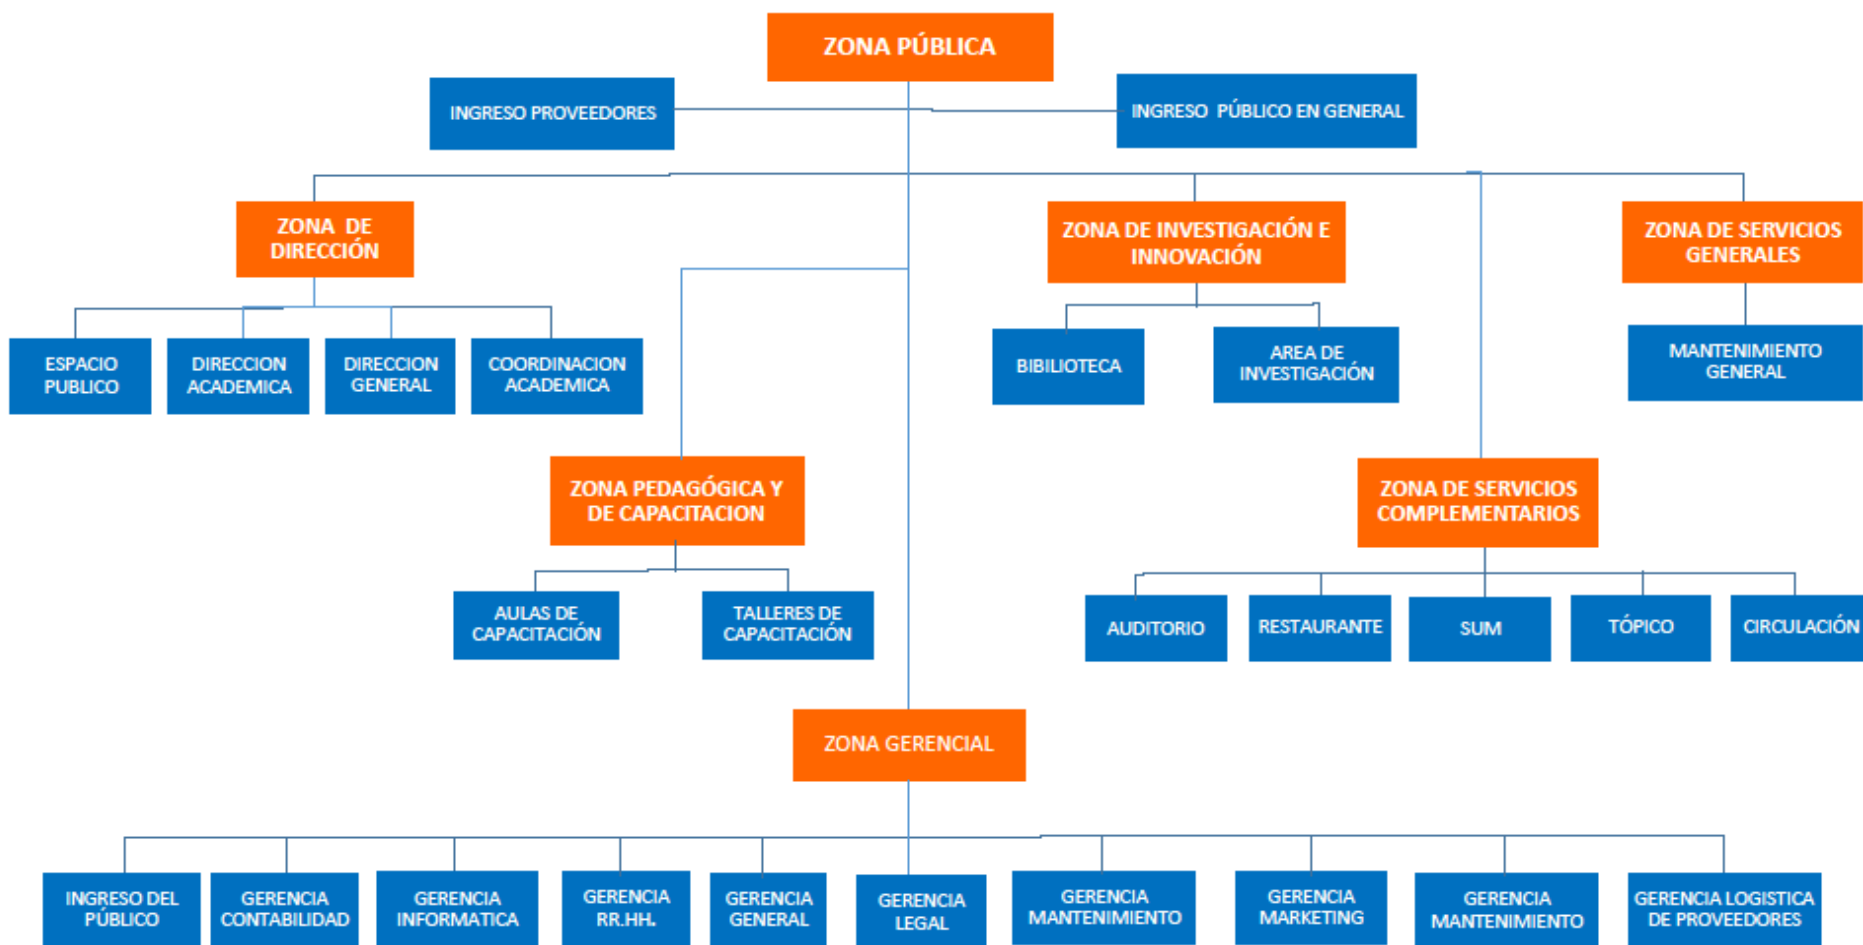 ZONA PÚBLICA
INGRESO PROVEEDORES
INGRESO PÚBLICO EN GENERAL
ZONA DE
DIRECCIÓN
ZONA DE INVESTIGACIÓN E
INNOVACIÓN
ZONA DE SERVICIOS
GENERALES
ESPACIO
PUBLICO
DIRECCION
ACADEMICA
DIRECCION
GENERAL
COORDINACION
ACADEMICA
BIBILIOTECA
AREA DE
INVESTIGACIÓN
MANTENIMIENTO
GENERAL
ZONA PEDAGÓGICA Y
DE CAPACITACION
ZONA DE SERVICIOS
COMPLEMENTARIOS
AULAS DE
CAPACITACIÓN
TALLERES DE
CAPACITACIÓN
AUDITORIO
RESTAURANTE
SUM
TÓPICO
CIRCULACIÓN
ZONA GERENCIAL
INGRESO DEL
PÚBLICO
GERENCIA
CONTABILIDAD
GERENCIA
INFORMATICA
GERENCIA
RR.HH.
GERENCIA
GENERAL
GERENCIA
LEGAL
GERENCIA
MANTENIMIENTO
GERENCIA
MARKETING
GERENCIA
MANTENIMIENTO
GERENCIA LOGISTICA
DE PROVEEDORES